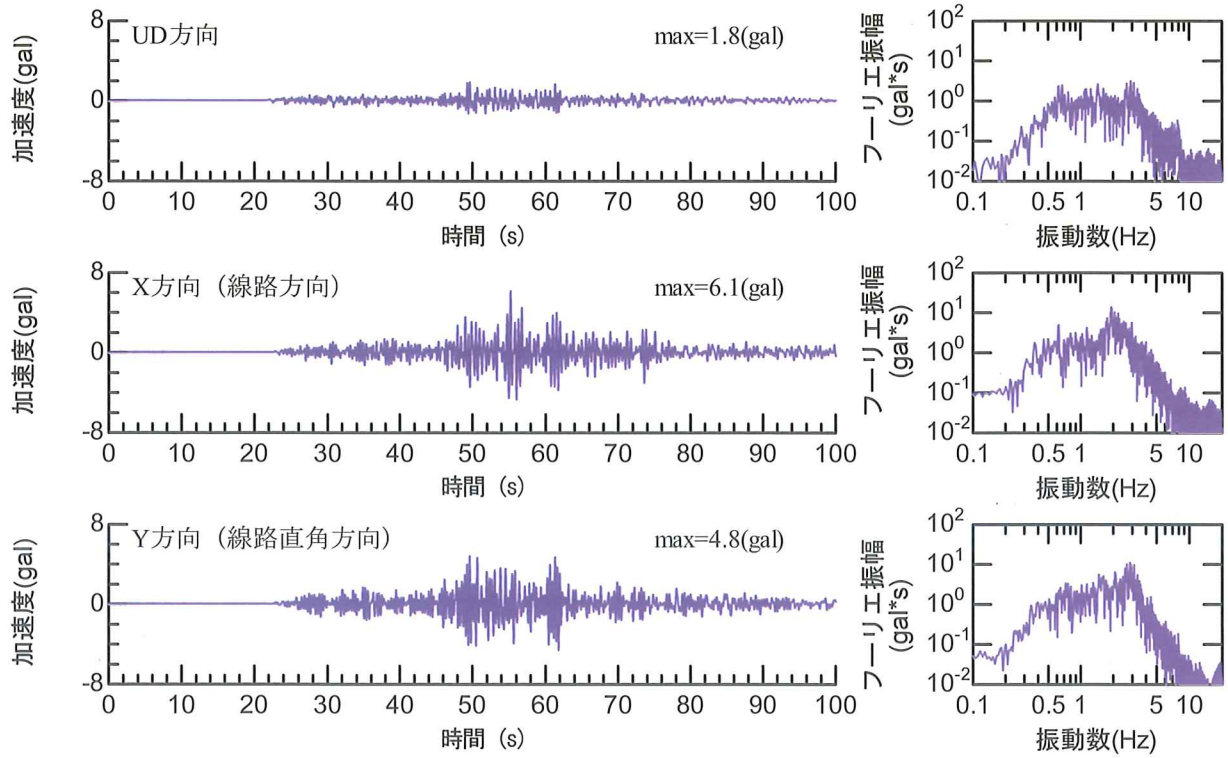 加速度(gal)
8
0
-8
UD方向
max=1.8(gal)
0 10 20 30 40 50 60 70 80 90 100
時間 (s)
フーリエ振幅
(gal*s)
10²
10¹
10⁰
10⁻¹
10⁻²
0.1 0.5 1 5 10
振動数(Hz)
加速度(gal)
8
0
-8
X方向（線路方向）
max=6.1(gal)
0 10 20 30 40 50 60 70 80 90 100
時間 (s)
フーリエ振幅
(gal*s)
10²
10¹
10⁰
10⁻¹
10⁻²
0.1 0.5 1 5 10
振動数(Hz)
加速度(gal)
8
0
-8
Y方向（線路直角方向）
max=4.8(gal)
0 10 20 30 40 50 60 70 80 90 100
時間 (s)
フーリエ振幅
(gal*s)
10²
10¹
10⁰
10⁻¹
10⁻²
0.1 0.5 1 5 10
振動数(Hz)